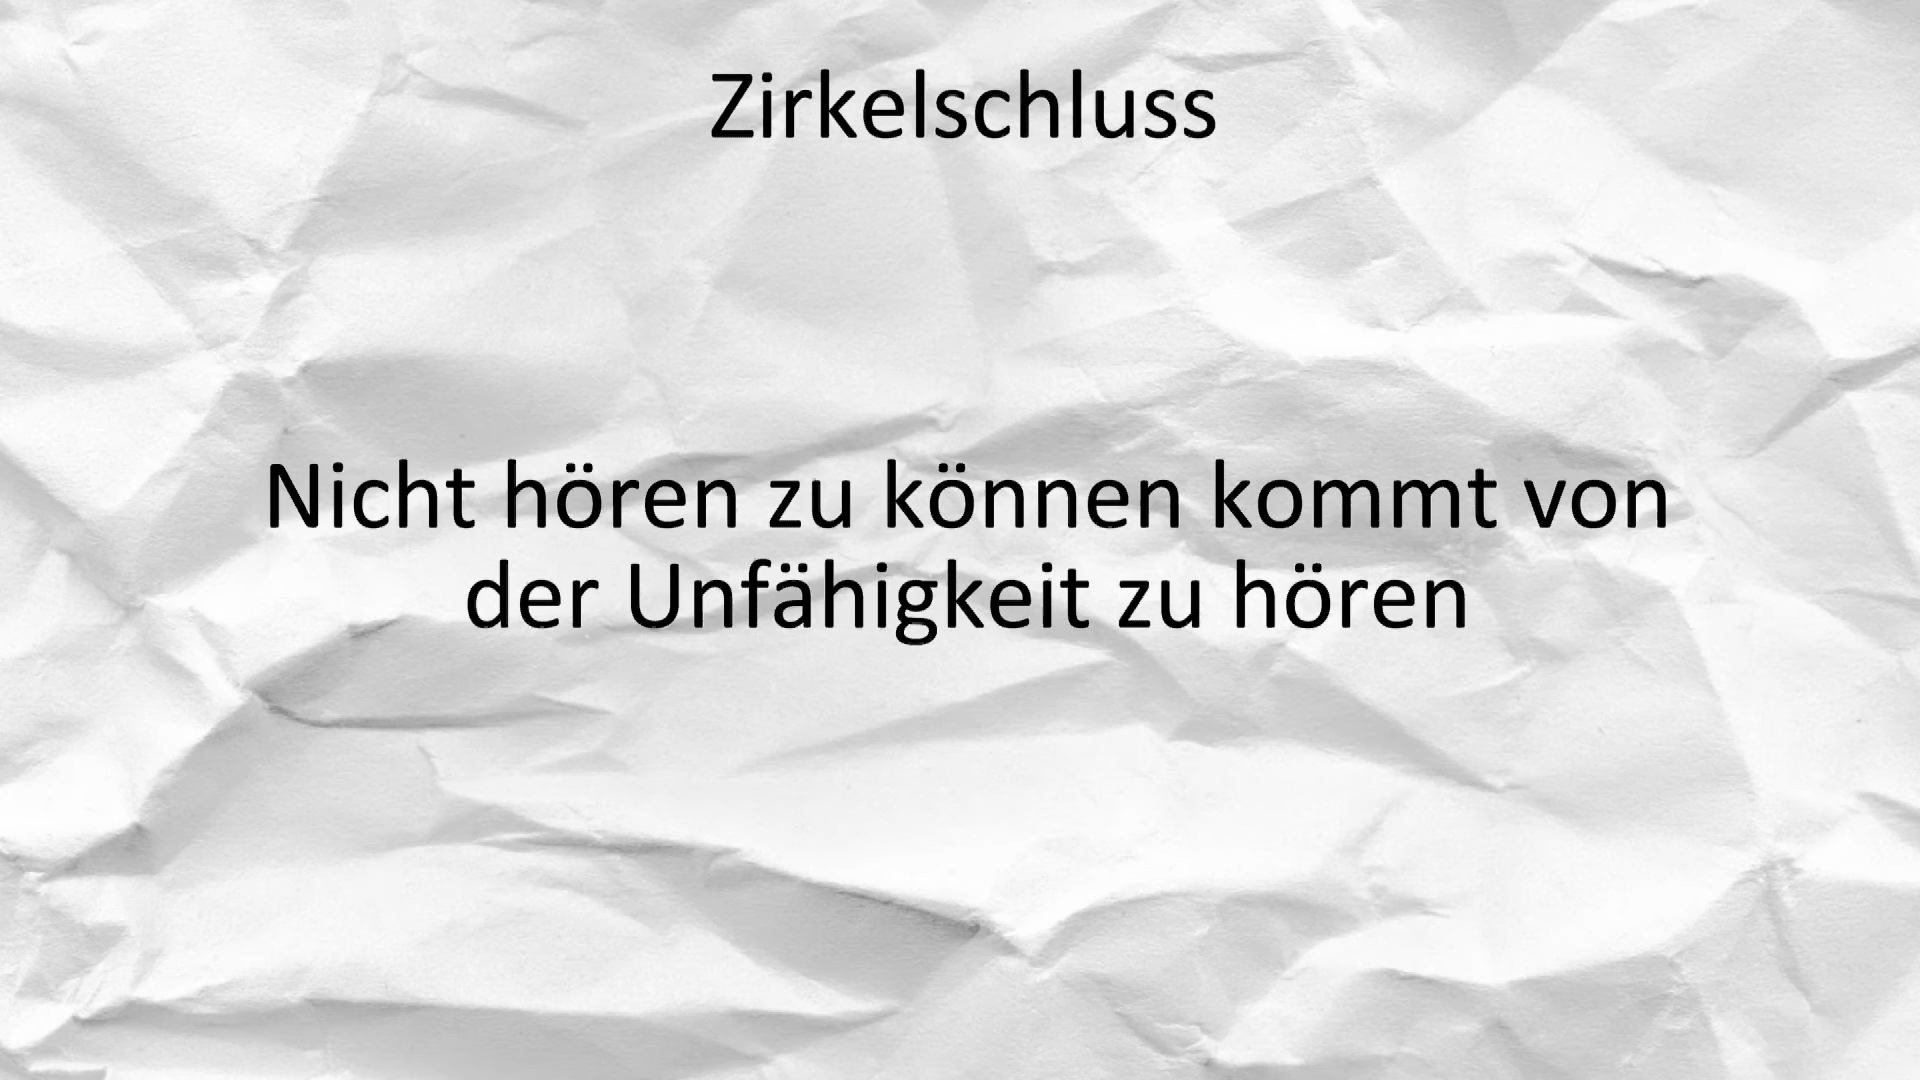 Zirkelschluss
Nicht hören zu können kommt von
der Unfähigkeit zu hören